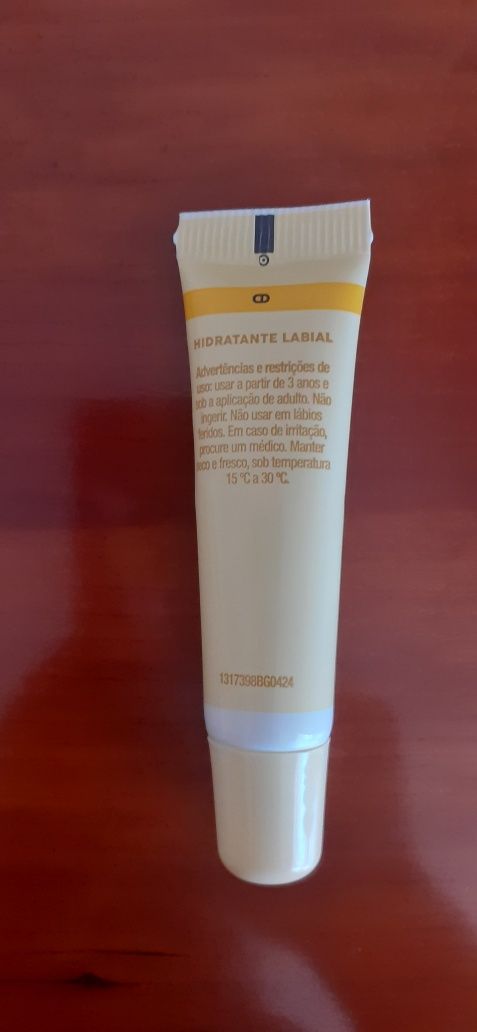 HIDRATANTE LABIAL
Advertências e restrições de
uso: usar a partir de 3 anos e
sob a aplicação de adulto. Não
ingerir. Não usar em lábios
feridos. Em caso de irritação,
procure um médico. Manter
seco e fresco, sob temperatura
15 °C a 30 °C.
1317398BG0424